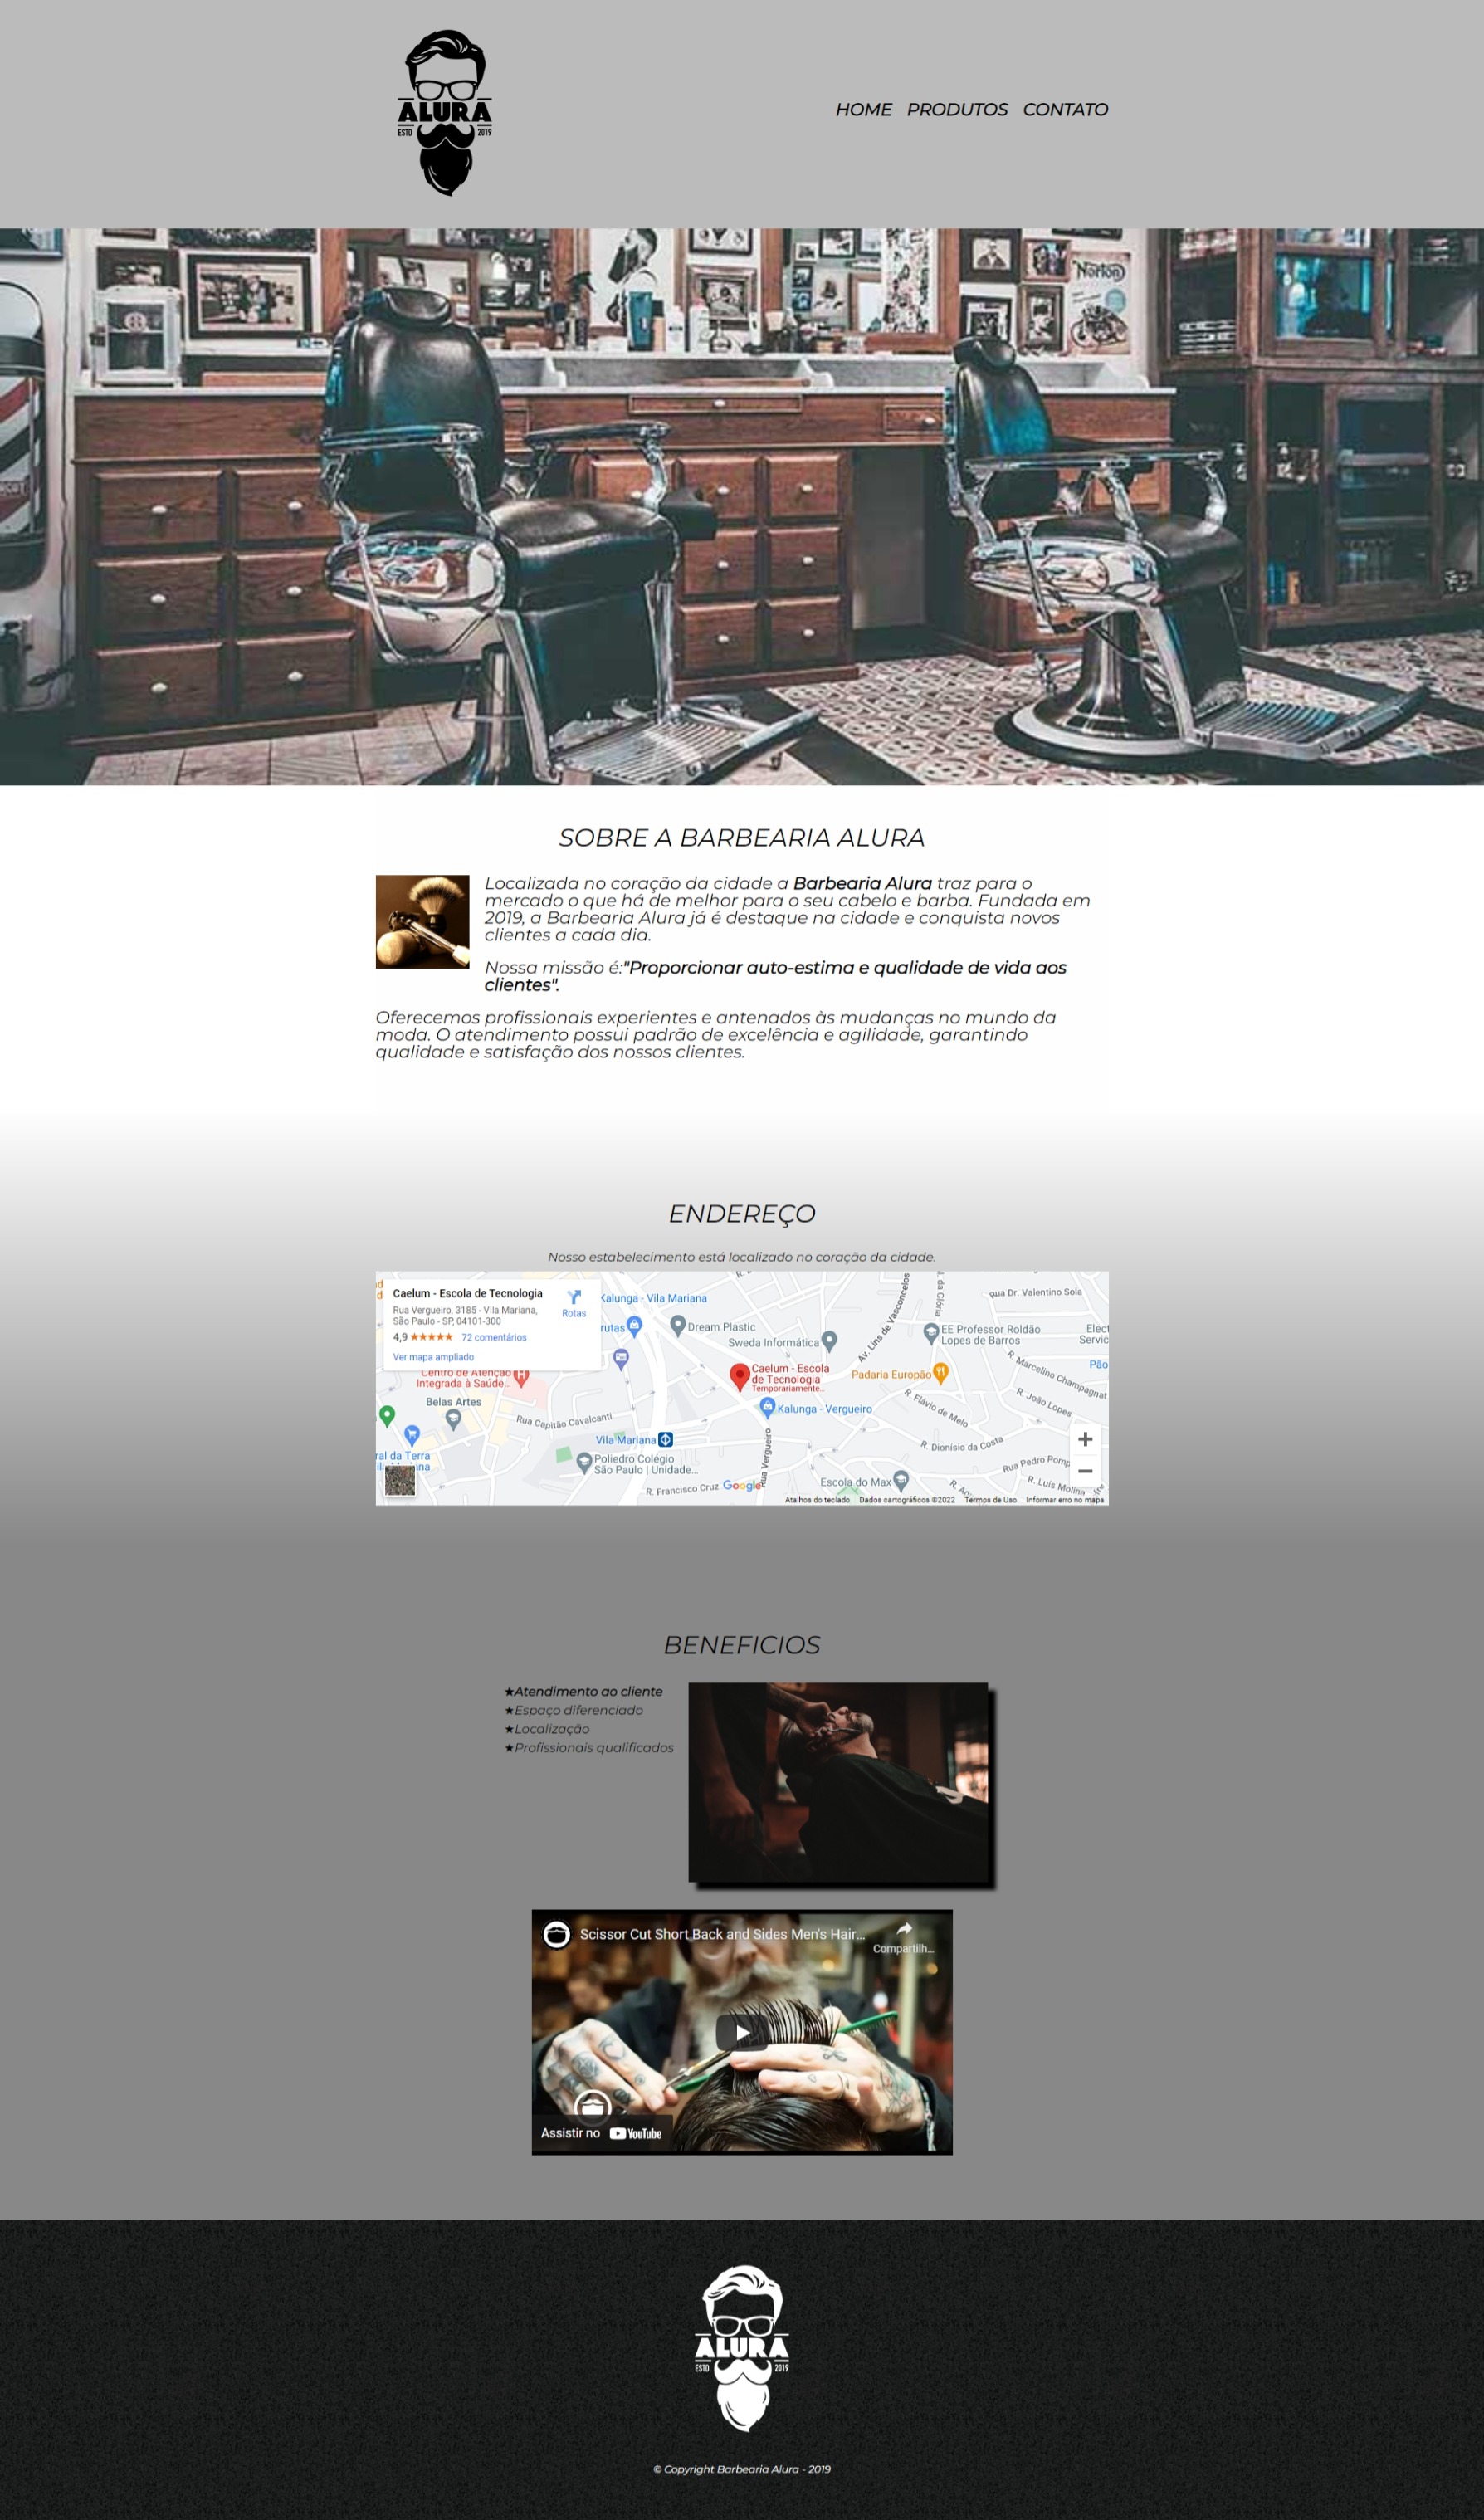 ALURA
ESTD 2019
HOME PRODUTOS CONTATO
Norton
SOBRE A BARBEARIA ALURA
Localizada no coração da cidade a Barbearia Alura traz para o
mercado o que há de melhor para o seu cabelo e barba. Fundada em
2019, a Barbearia Alura já é destaque na cidade e conquista novos
clientes a cada dia.
Nossa missão é:"Proporcionar auto-estima e qualidade de vida aos
clientes".
Oferecemos profissionais experientes e antenados às mudanças no mundo da
moda. O atendimento possui padrão de excelência e agilidade, garantindo
qualidade e satisfação dos nossos clientes.
ENDEREÇO
Nosso estabelecimento está localizado no coração da cidade.
Caelum - Escola de Tecnologia
Rua Vergueiro, 3185 - Vila Mariana,
São Paulo - SP, 04101-300
4,9 ★★★★★ 72 comentários
Ver mapa ampliado
Rotas
Kalunga - Vila Mariana
rutas
Dream Plastic
Sweda Informática
Av. Lins de Vasconcelos
da Glória
Rua Dr. Valentino Sola
EE Professor Roldão
Lopes de Barros
Elect
Servic
Pão
R. Marcelino Champagnat
Centro de Atenção
Integrada à Saúde...
Caelum - Escola
de Tecnologia
Temporariamente...
Padaria Europão
R. João Lopes
Belas Artes
Kalunga - Vergueiro
R. Flávio de Melo
Rua Capitão Cavalcanti
Vila Mariana
Rua Vergueiro
R. Dionísio da Costa
ral da Terra
Poliedro Colégio
São Paulo | Unidade...
Rua Pedro Pomp
Escola do Max
R. Luís Molina
R. Francisco Cruz
Google
Atalhos do teclado Dados cartográficos ©2022 Termos de Uso Informar erro no mapa
BENEFICIOS
★Atendimento ao cliente
★Espaço diferenciado
★Localização
★Profissionais qualificados
Scissor Cut Short Back and Sides Men's Hair...
Compartilh...
Assistir no YouTube
ALURA
ESTD 2019
© Copyright Barbearia Alura - 2019